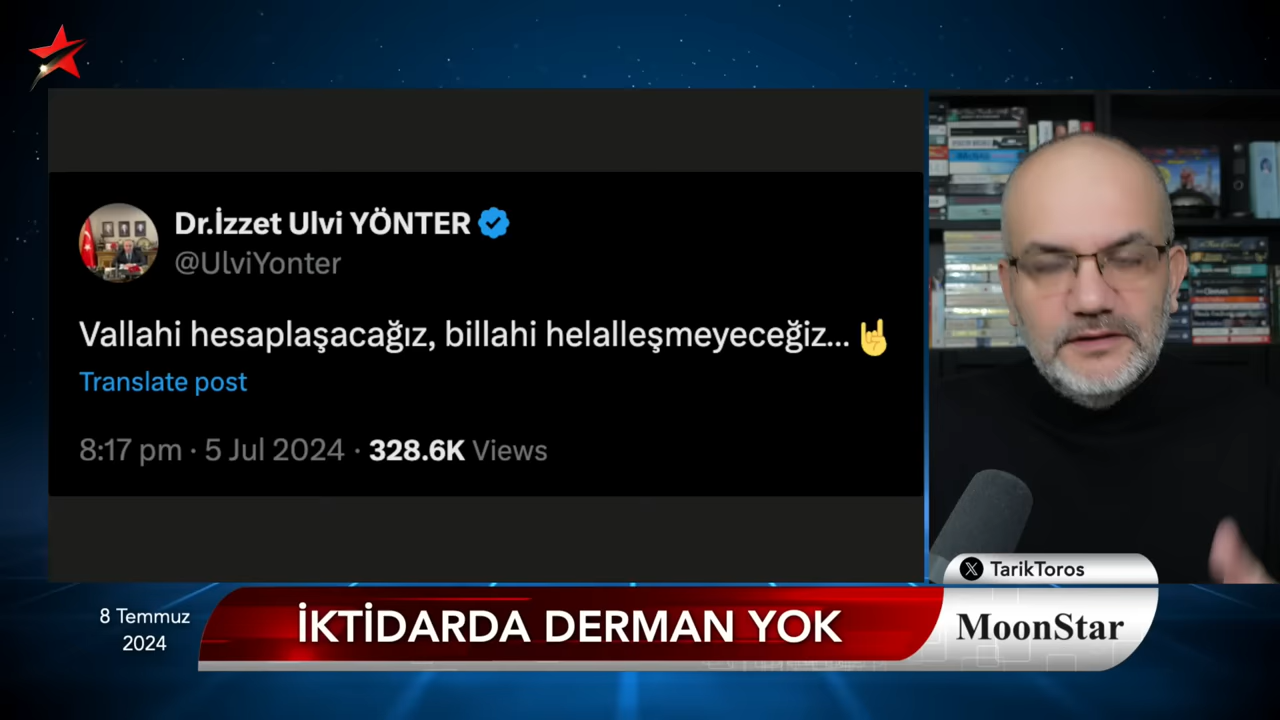 Dr.İzzet Ulvi YÖNTER
@UlviYonter
Vallahi hesaplaşacağız, billahi helalleşmeyeceğiz... 🤘
Translate post
8:17 pm · 5 Jul 2024 · 328.6K Views
X TarikToros
8 Temmuz
2024
İKTİDARDA DERMAN YOK
MoonStar